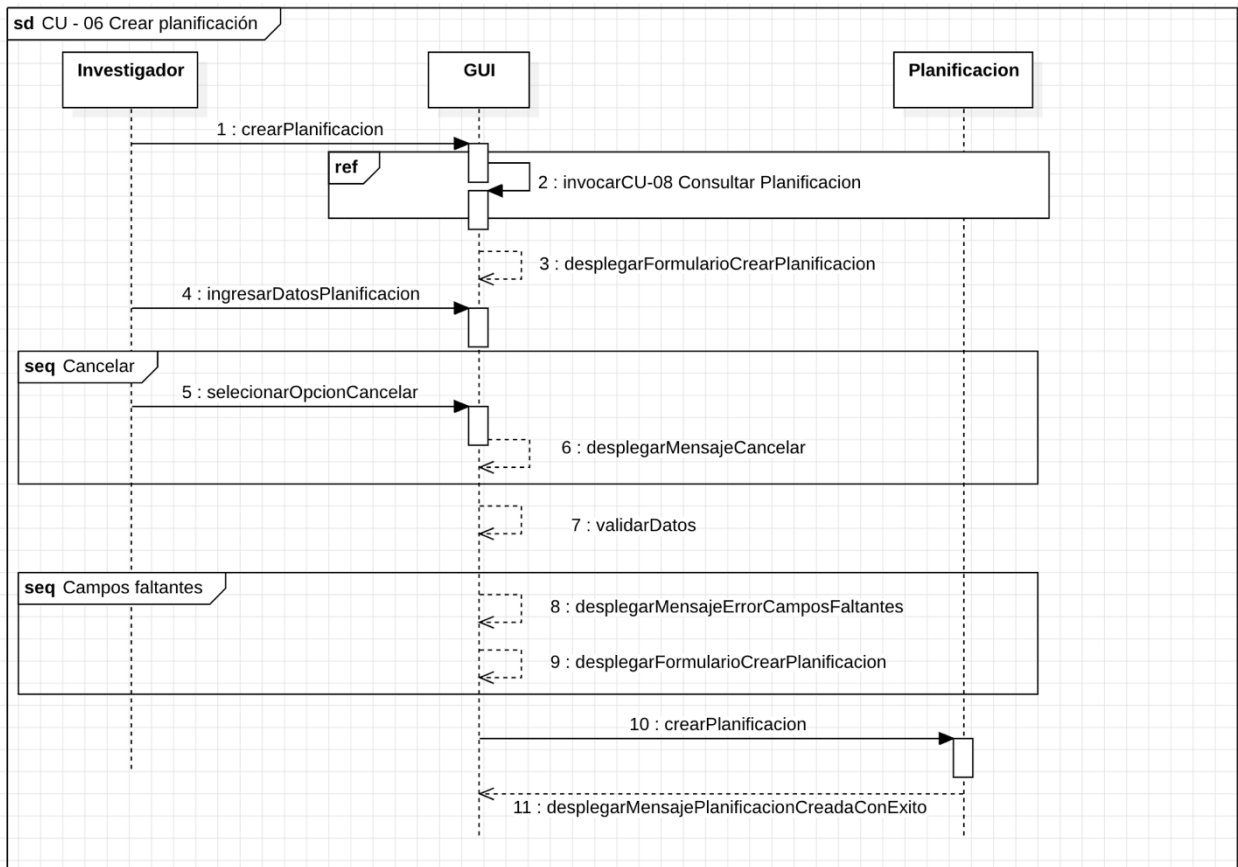 sd CU - 06 Crear planificación
Investigador
GUI
Planificacion
1 : crearPlanificacion
ref
2 : invocarCU-08 Consultar Planificacion
3 : desplegarFormularioCrearPlanificacion
4 : ingresarDatosPlanificacion
seq Cancelar
5 : selecionarOpcionCancelar
6 : desplegarMensajeCancelar
7 : validarDatos
seq Campos faltantes
8 : desplegarMensajeErrorCamposFaltantes
9 : desplegarFormularioCrearPlanificacion
10 : crearPlanificacion
11 : desplegarMensajePlanificacionCreadaConExito